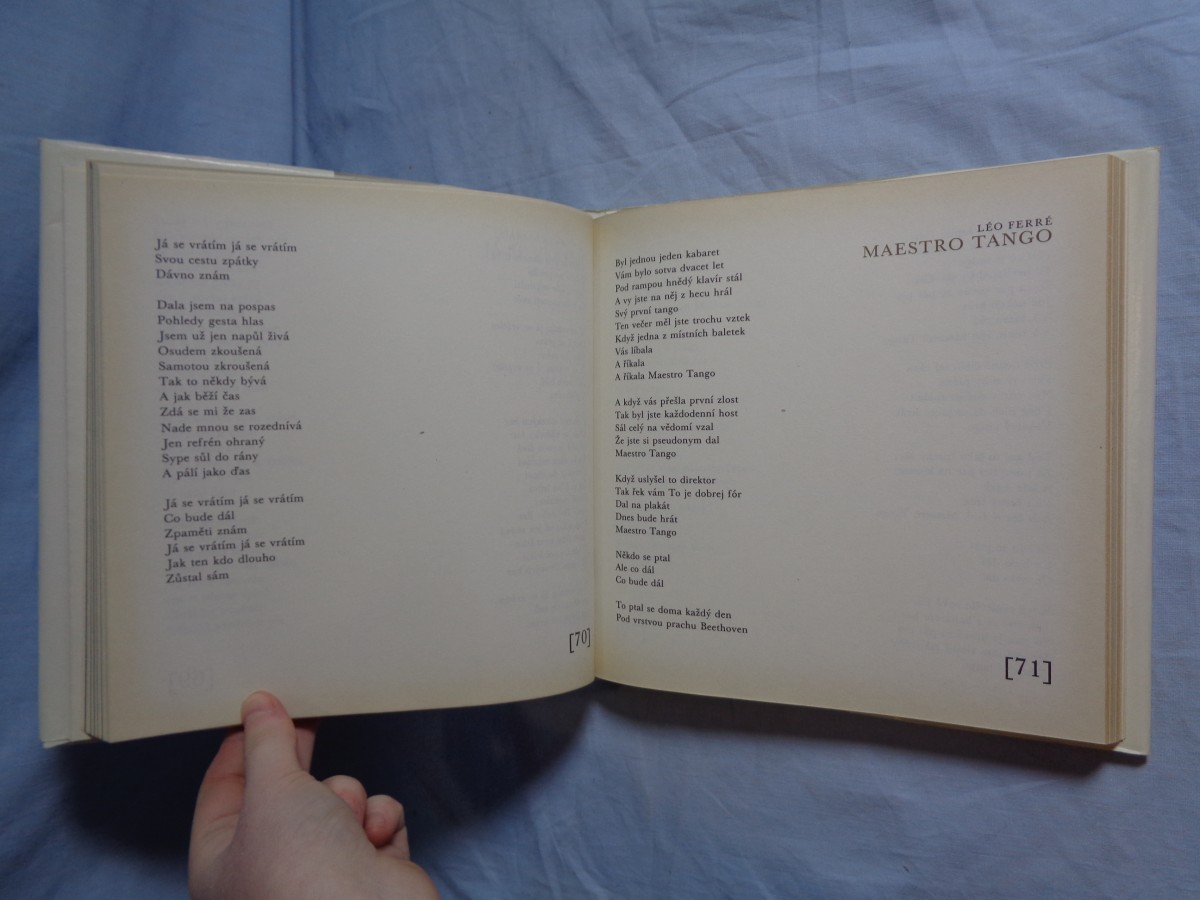 Já se vrátím já se vrátím
Svou cestu zpátky
Dávno znám

Dala jsem na pospas
Pohledy gesta hlas
Jsem už jen napůl živá
Osudem zkoušená
Samotou zkroušená
Tak to někdy bývá
A jak běží čas
Zdá se mi že zas
Nade mnou se rozednívá
Jen refrén ohraný
Sype sůl do rány
A pálí jako ďas

Já se vrátím já se vrátím
Co bude dál
Zpaměti znám
Já se vrátím já se vrátím
Jak ten kdo dlouho
Zůstal sám

[70]

LÉO FERRÉ
MAESTRO TANGO

Byl jednou jeden kabaret
Vám bylo sotva dvacet let
Pod rampou hnědý klavír stál
A vy jste na něj z hecu hrál
Svý první tango
Ten večer měl jste trochu vztek
Když jedna z místních baletek
Vás líbala
A říkala
A říkala Maestro Tango

A když vás přešla první zlost
Tak byl jste každodenní host
Sál celý na vědomí vzal
Že jste si pseudonym dal
Maestro Tango

Když uslyšel to direktor
Tak řek vám To je dobrej fór
Dal na plakát
Dnes bude hrát
Maestro Tango

Někdo se ptal
Ale co dál
Co bude dál

To ptal se doma každý den
Pod vrstvou prachu Beethoven

[71]